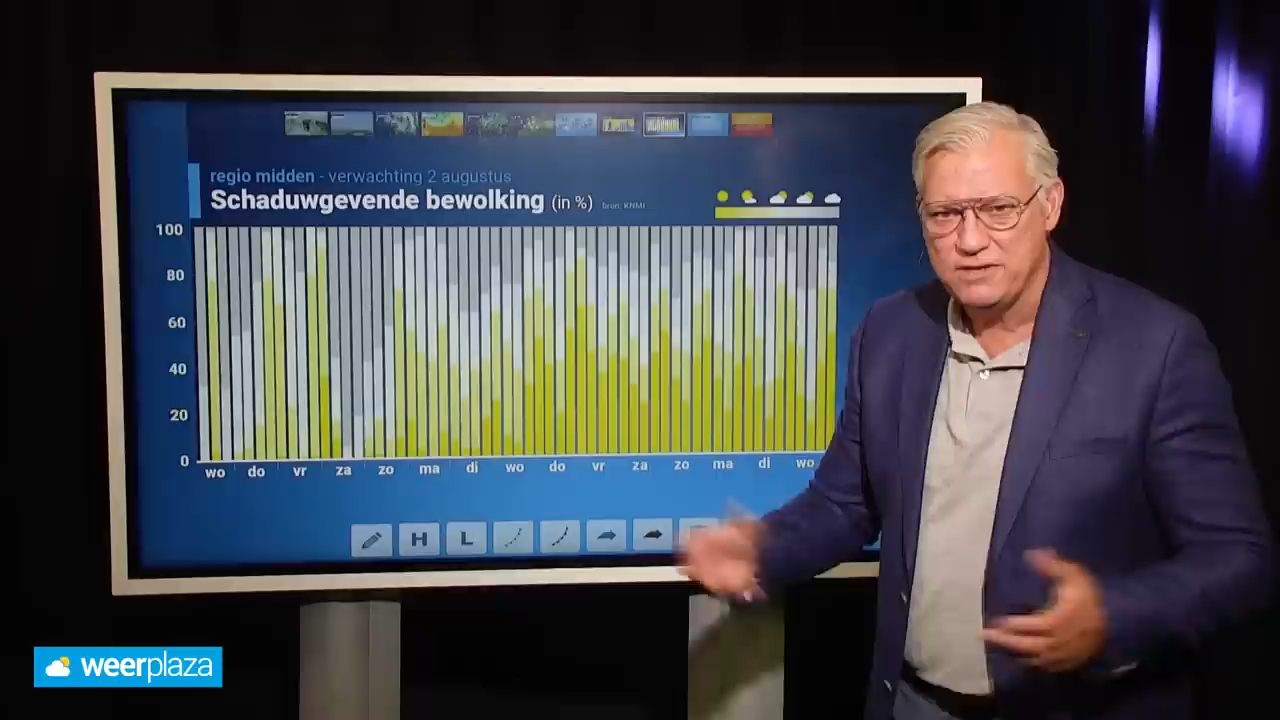 regio midden - verwachting 2 augustus
Schaduwgevende bewolking (in %) bron: KNMI
100
80
60
40
20
0
wo do vr za zo ma di wo do vr za zo ma di wo
H L
weerplaza